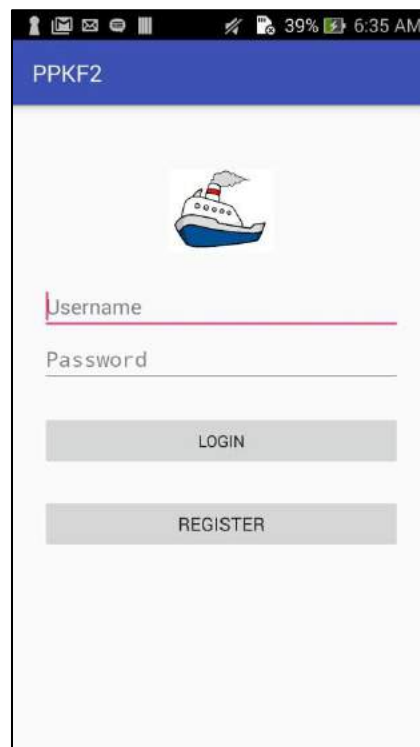 39% 6:35 AM
PPKF2
Username
Password
LOGIN
REGISTER